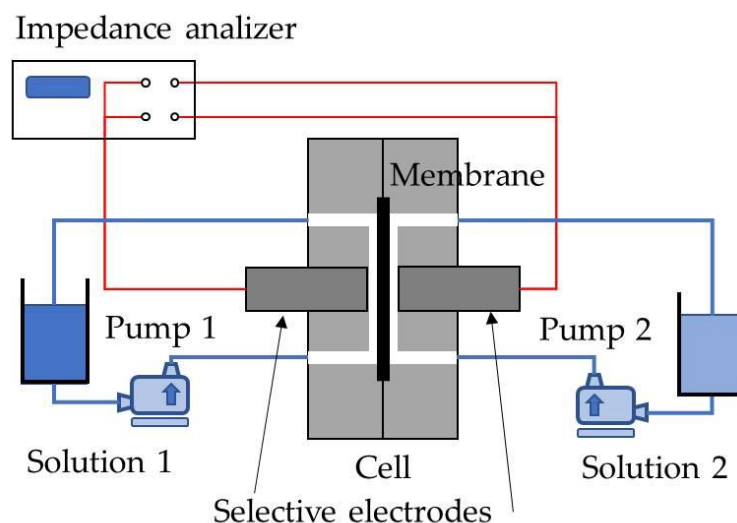 Impedance analizer
Membrane
Pump 1
Pump 2
Solution 1
Cell
Solution 2
Selective electrodes